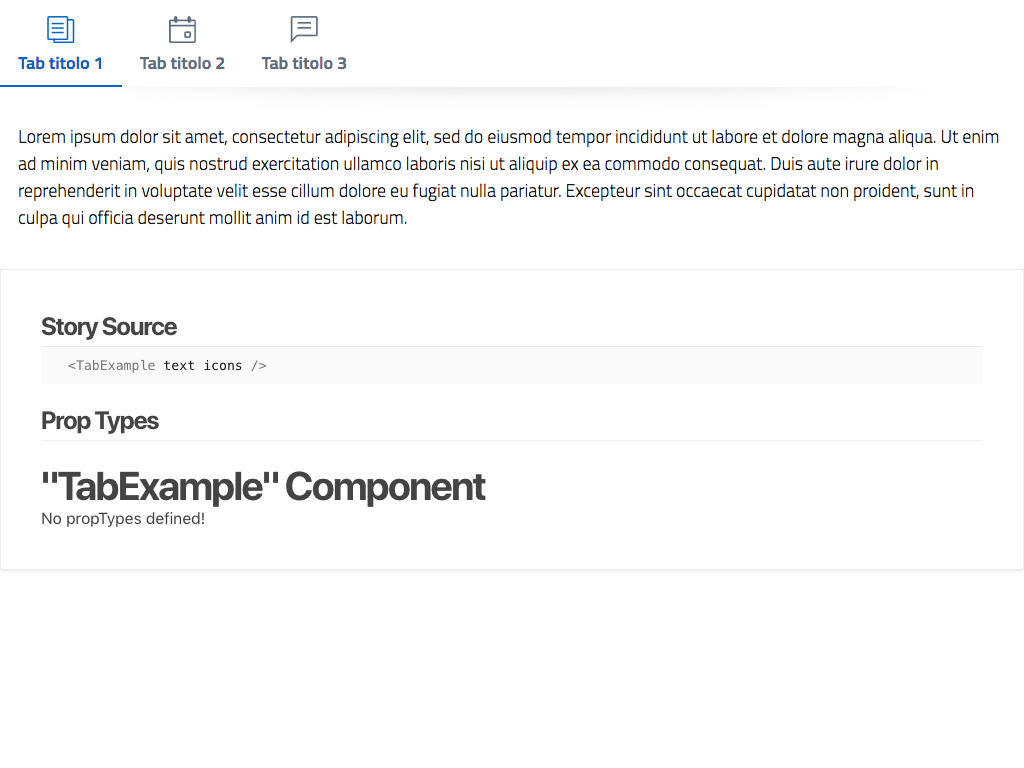 Tab titolo 1 Tab titolo 2 Tab titolo 3
Lorem ipsum dolor sit amet, consectetur adipiscing elit, sed do eiusmod tempor incididunt ut labore et dolore magna aliqua. Ut enim
ad minim veniam, quis nostrud exercitation ullamco laboris nisi ut aliquip ex ea commodo consequat. Duis aute irure dolor in
reprehenderit in voluptate velit esse cillum dolore eu fugiat nulla pariatur. Excepteur sint occaecat cupidatat non proident, sunt in
culpa qui officia deserunt mollit anim id est laborum.
Story Source
<TabExample text icons />
Prop Types
"TabExample" Component
No propTypes defined!